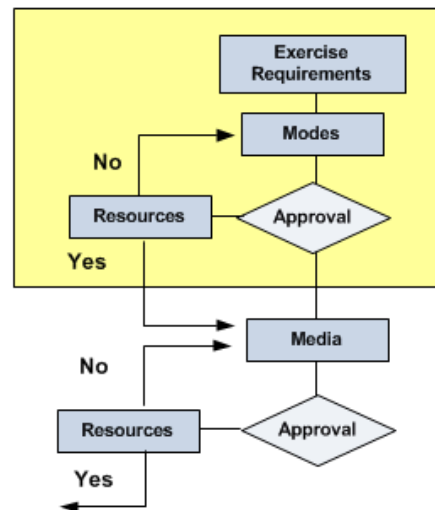 Exercise
Requirements
Modes
No
Resources
Approval
Yes
Media
No
Resources
Approval
Yes